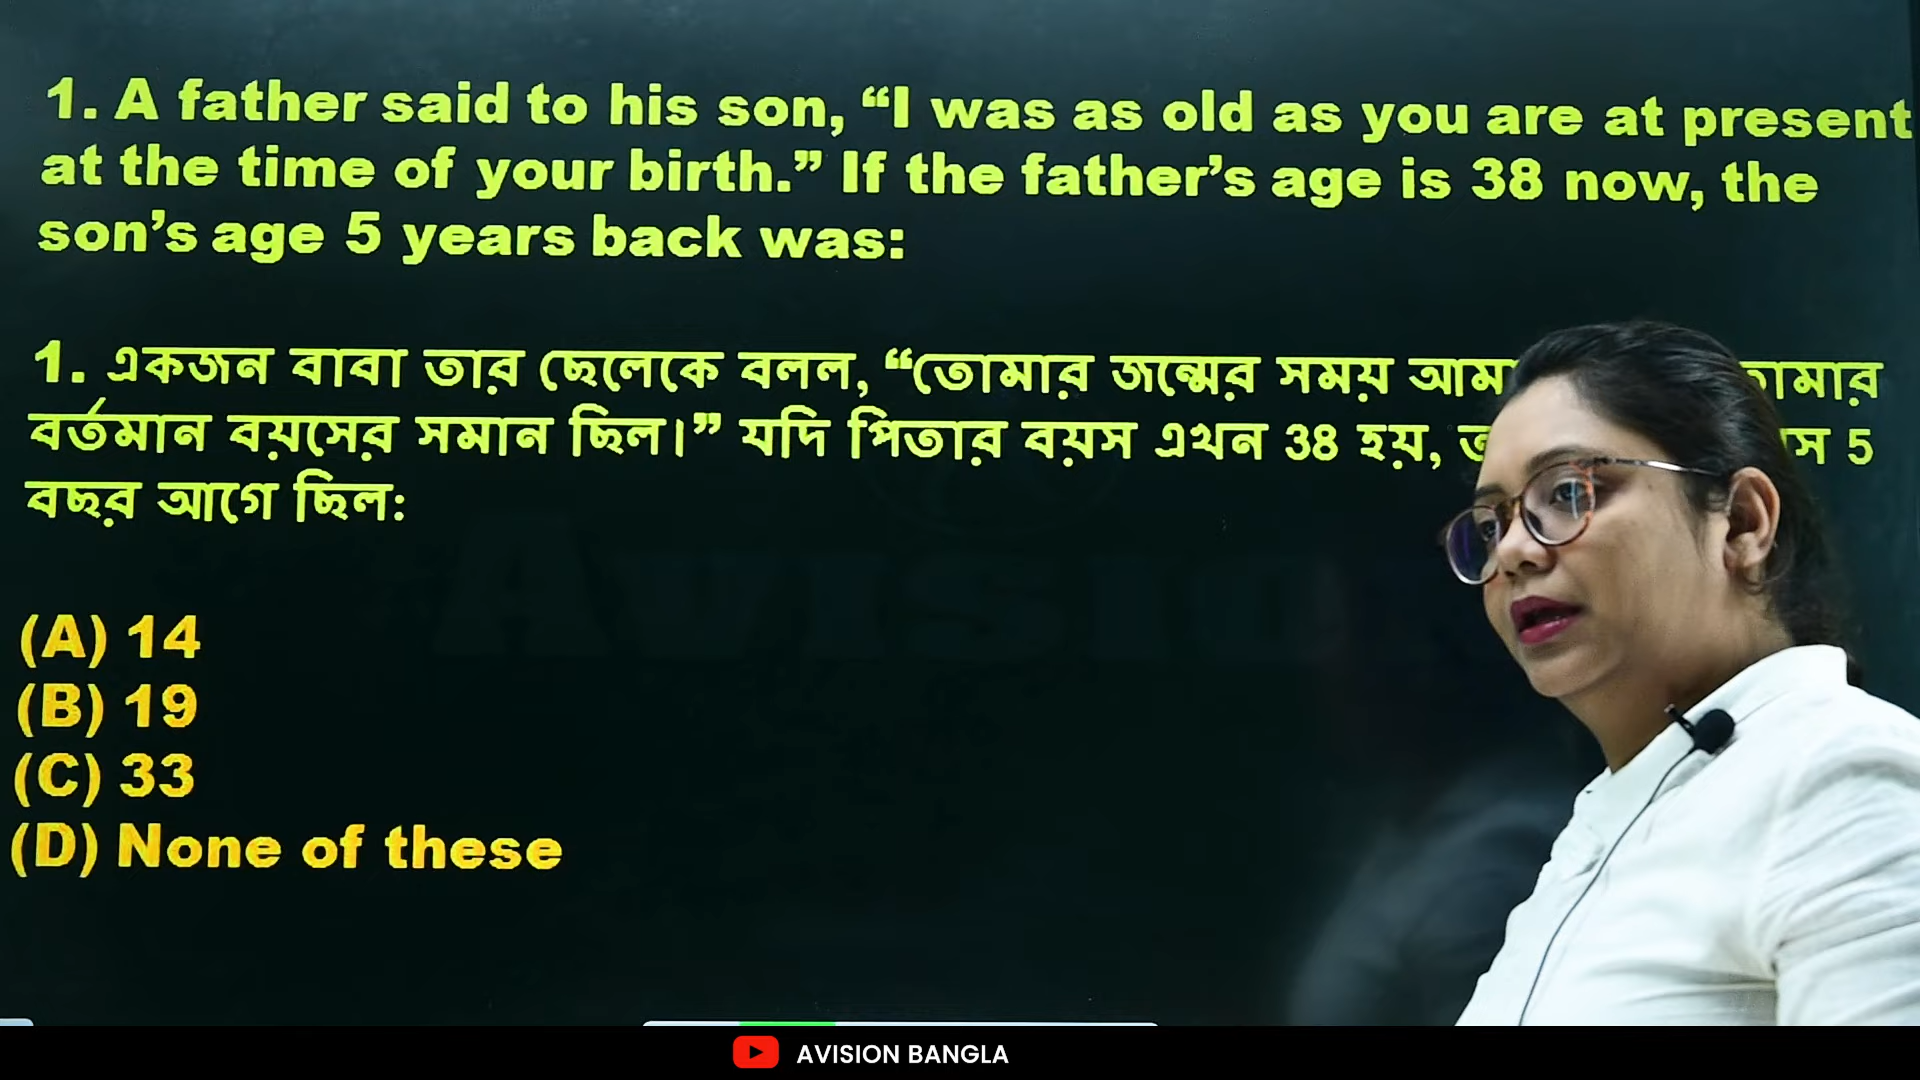 1. A father said to his son, “I was as old as you are at present
at the time of your birth.” If the father’s age is 38 now, the
son’s age 5 years back was:
1. একজন বাবা তার ছেলেকে বলল, “তোমার জন্মের সময়
বর্তমান বয়সের সমান ছিল।” যদি পিতার বয়স এখন 38 হয়, 5
বছর আগে ছিল:
(A) 14
(B) 19
(C) 33
(D) None of these
AVISION BANGLA